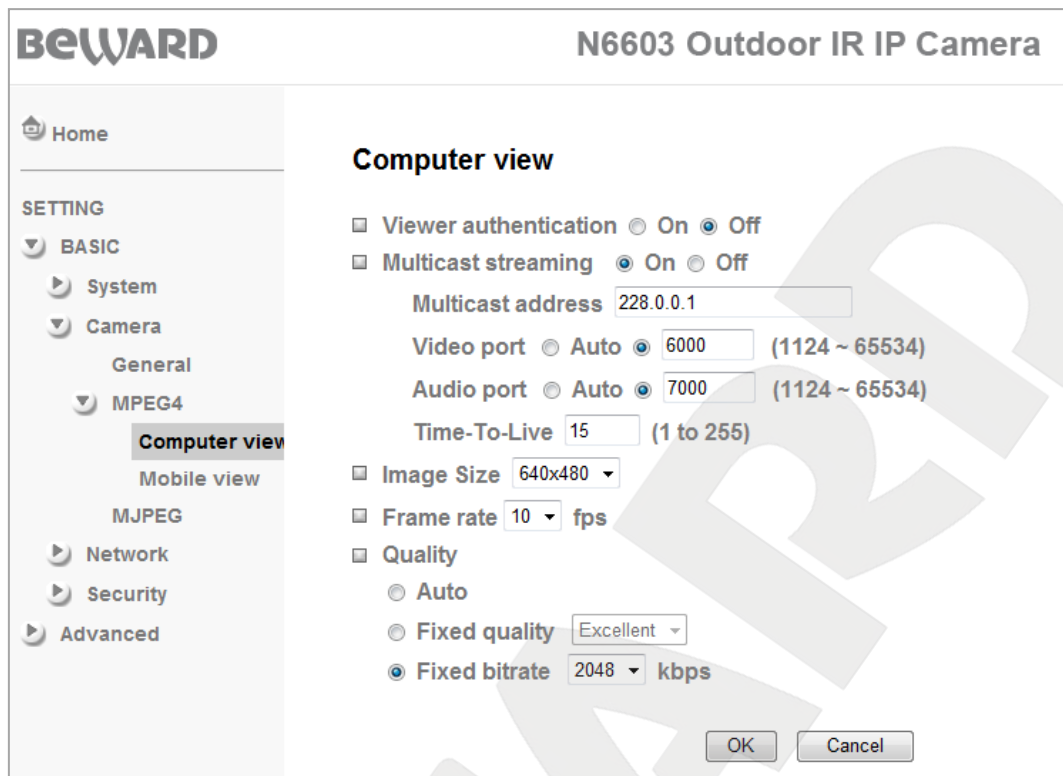 BEWARD
N6603 Outdoor IR IP Camera
Home
SETTING
BASIC
System
Camera
General
MPEG4
Computer view
Mobile view
MJPEG
Network
Security
Advanced
Computer view
Viewer authentication On Off
Multicast streaming On Off
Multicast address 228.0.0.1
Video port Auto 6000 (1124 ~ 65534)
Audio port Auto 7000 (1124 ~ 65534)
Time-To-Live 15 (1 to 255)
Image Size 640x480
Frame rate 10 fps
Quality
Auto
Fixed quality Excellent
Fixed bitrate 2048 kbps
OK Cancel